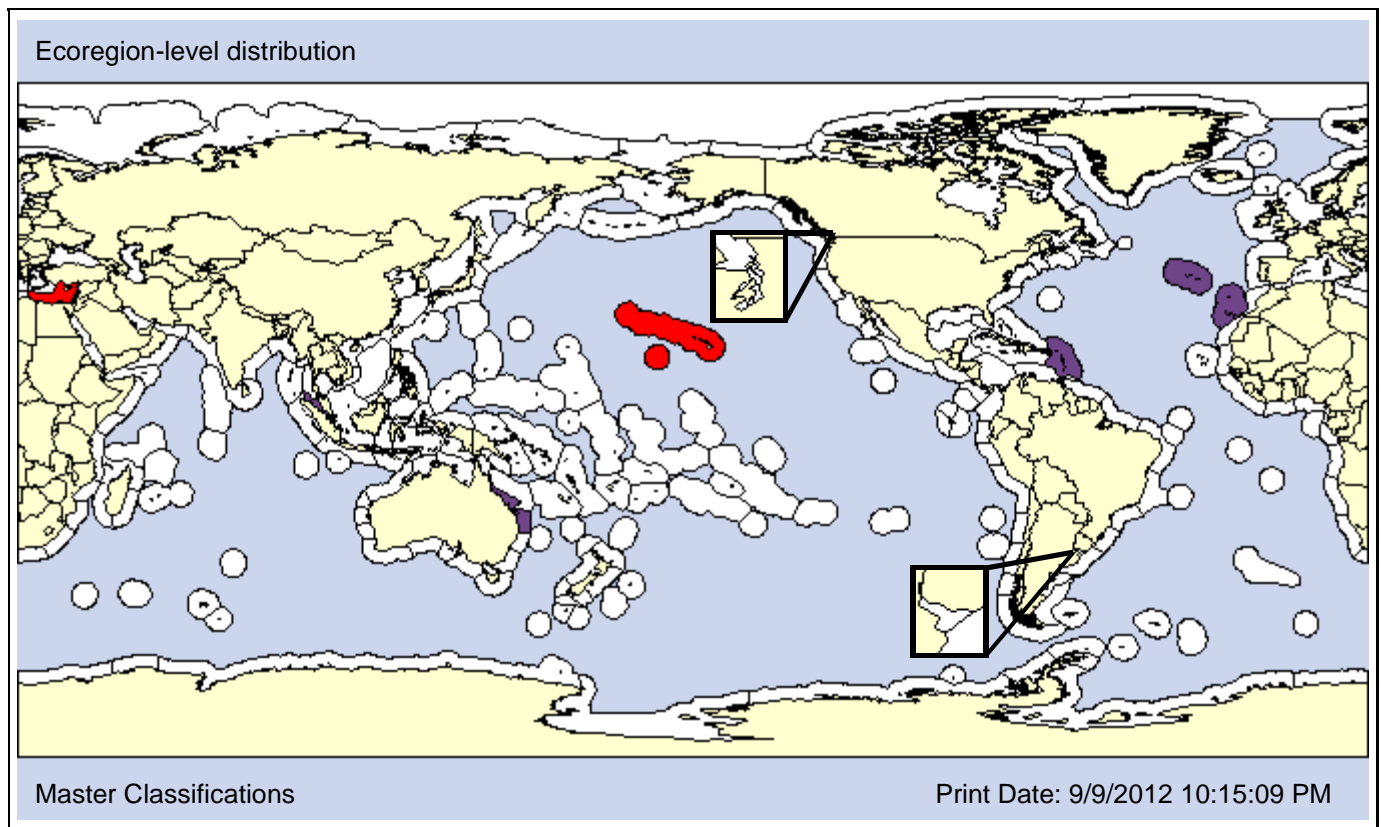 Ecoregion-level distribution
Master Classifications
Print Date: 9/9/2012 10:15:09 PM